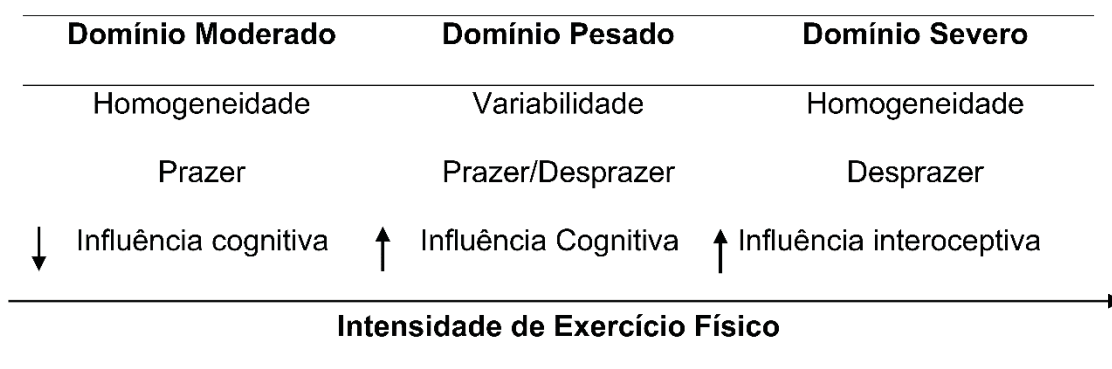 Domínio Moderado Domínio Pesado Domínio Severo
Homogeneidade Variabilidade Homogeneidade
Prazer Prazer/Desprazer Desprazer
↓ Influência cognitiva ↑ Influência Cognitiva ↑ Influência interoceptiva
Intensidade de Exercício Físico